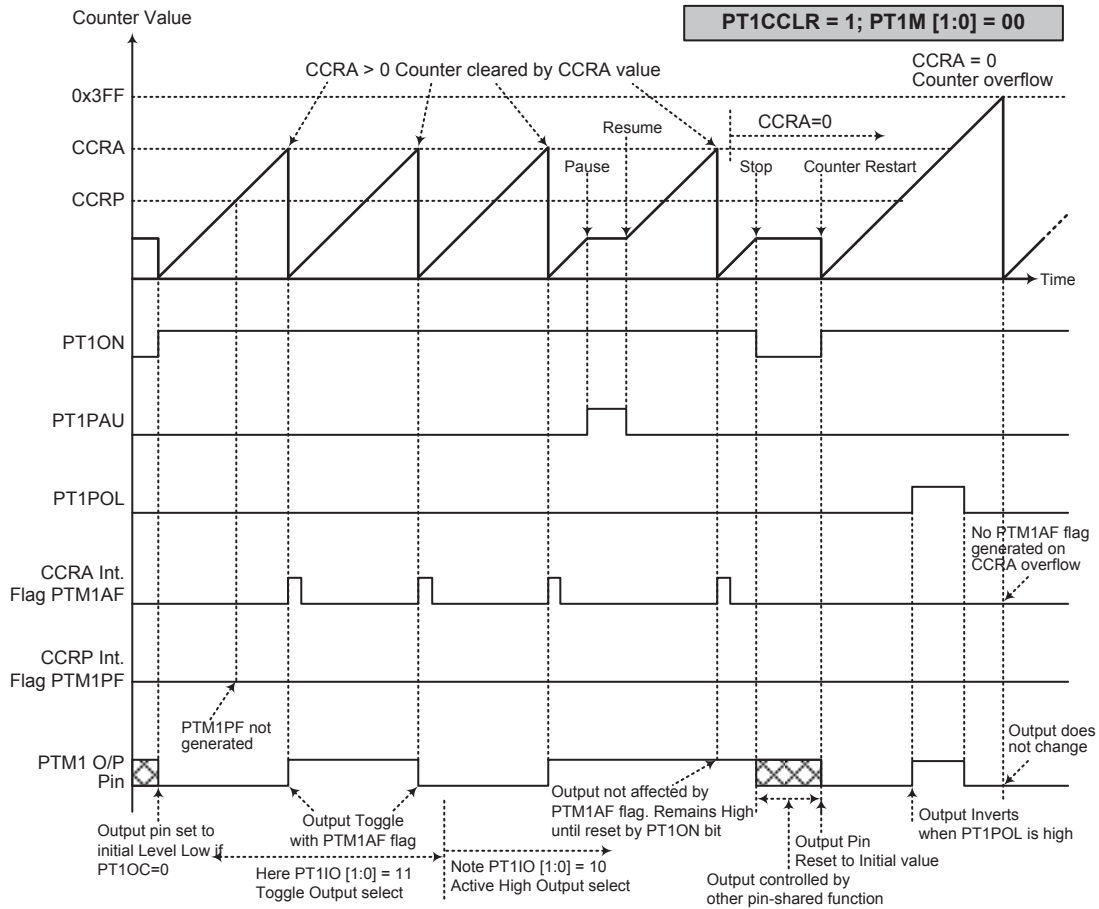 Counter Value
PT1CCLR = 1; PT1M [1:0] = 00
CCRA > 0 Counter cleared by CCRA value
CCRA = 0
Counter overflow
0x3FF
Resume
CCRA=0
CCRA
Pause
Stop
Counter Restart
CCRP
Time
PT1ON
PT1PAU
PT1POL
No PTM1AF flag
generated on
CCRA overflow
CCRA Int.
Flag PTM1AF
CCRP Int.
Flag PTM1PF
PTM1PF not
generated
Output does
not change
PTM1 O/P
Pin
Output pin set to
initial Level Low if
PT1OC=0
Output Toggle
with PTM1AF flag
Output not affected by
PTM1AF flag. Remains High
until reset by PT1ON bit
Output Inverts
when PT1POL is high
Output Pin
Reset to Initial value
Here PT1IO [1:0] = 11
Toggle Output select
Note PT1IO [1:0] = 10
Active High Output select
Output controlled by
other pin-shared function